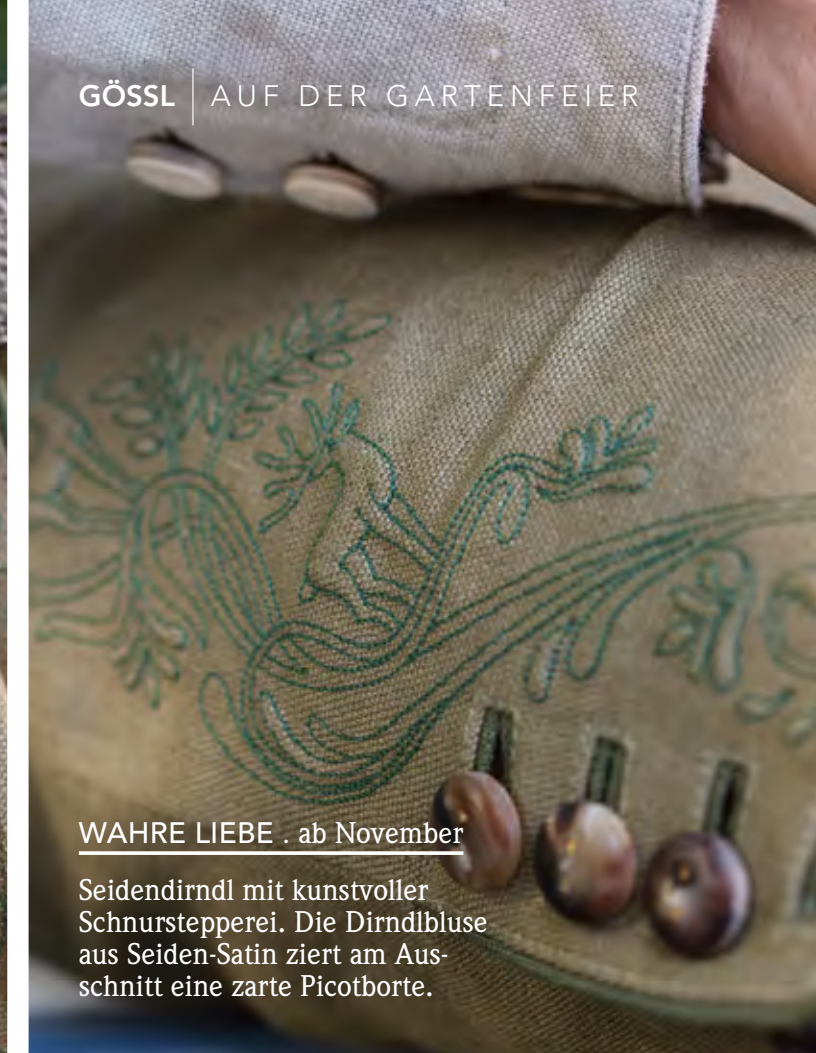 GÖSSL | AUF DER GARTENFEIER
WAHRE LIEBE . ab November
Seidendirndl mit kunstvoller
Schnurstepperei. Die Dirndlbluse
aus Seiden-Satin ziert am Aus-
schnitt eine zarte Picotborte.